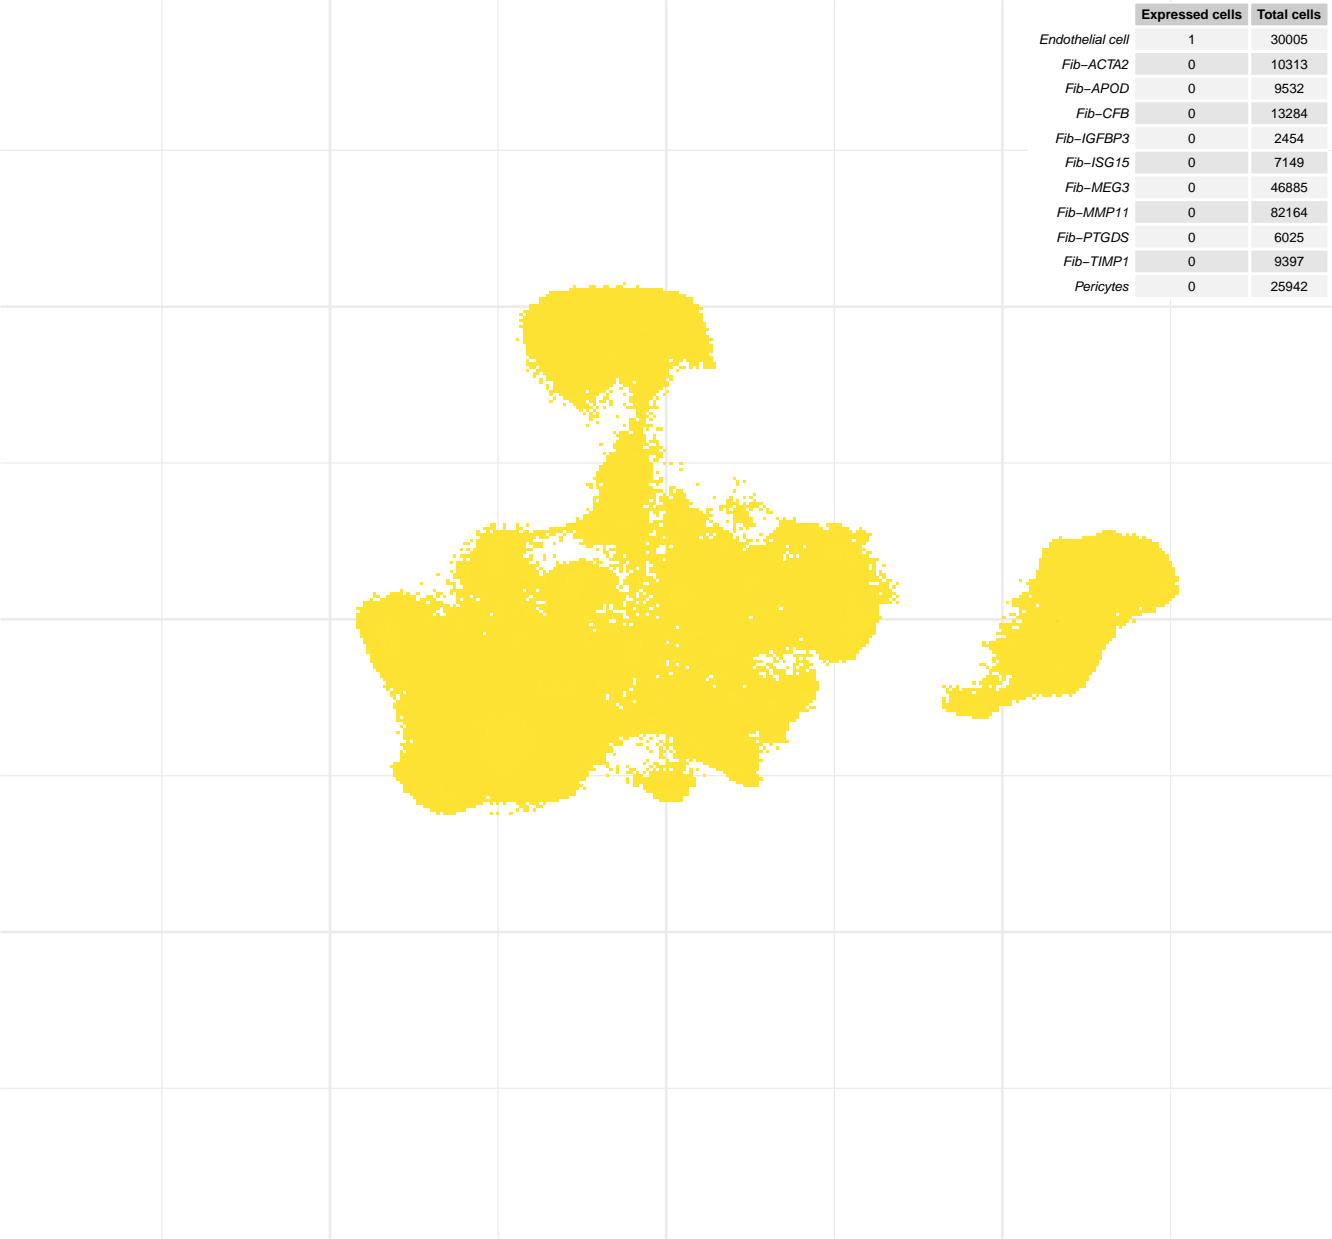 Expressed cells Total cells
Endothelial cell 1 30005
Fib−ACTA2 0 10313
Fib−APOD 0 9532
Fib−CFB 0 13284
Fib−IGFBP3 0 2454
Fib−ISG15 0 7149
Fib−MEG3 0 46885
Fib−MMP11 0 82164
Fib−PTGDS 0 6025
Fib−TIMP1 0 9397
Pericytes 0 25942